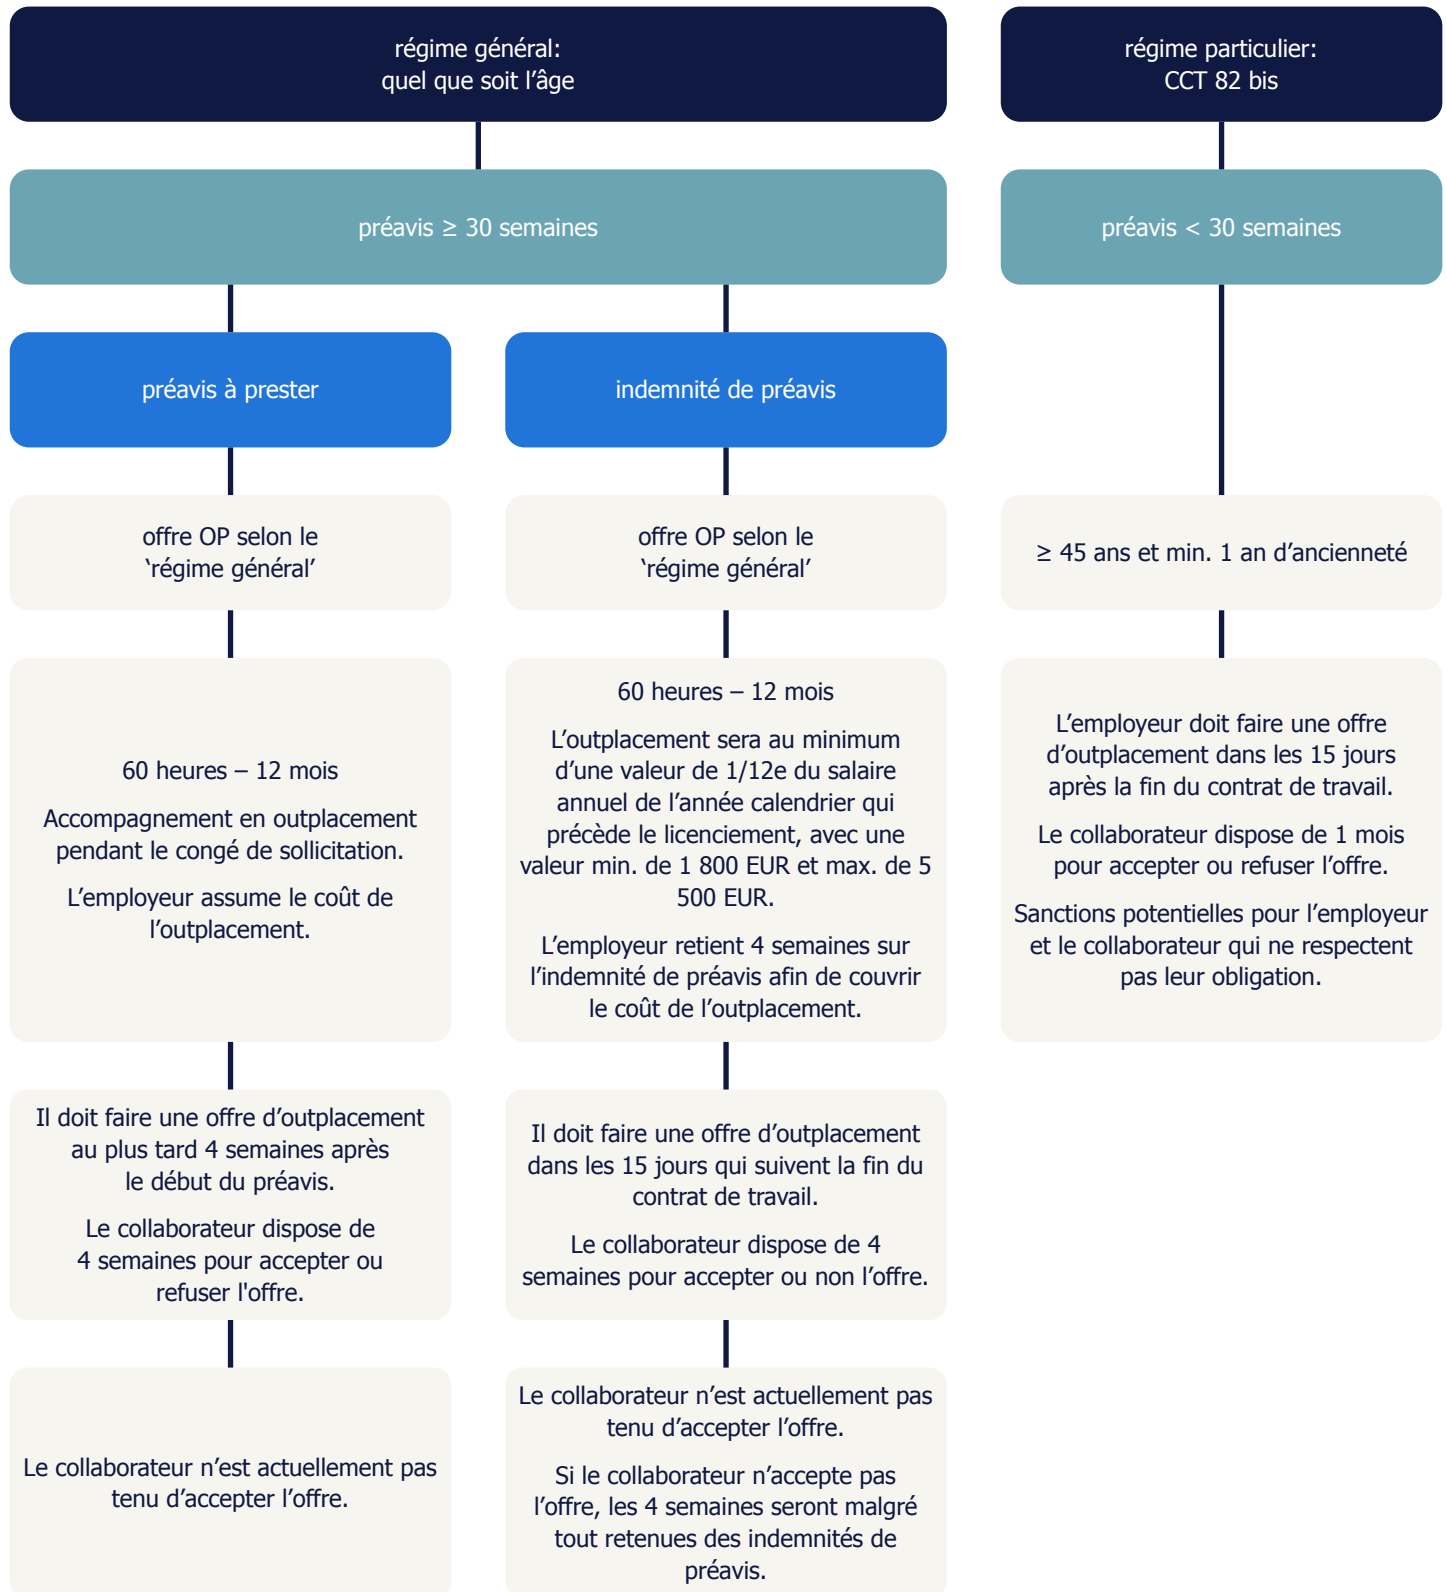 régime général:
quel que soit l’âge
régime particulier:
CCT 82 bis
préavis ≥ 30 semaines
préavis < 30 semaines
préavis à prester
indemnité de préavis
offre OP selon le
‘régime général’
offre OP selon le
‘régime général’
≥ 45 ans et min. 1 an d’ancienneté
60 heures – 12 mois
Accompagnement en outplacement
pendant le congé de sollicitation.
L’employeur assume le coût de
l’outplacement.
60 heures – 12 mois
L’outplacement sera au minimum
d’une valeur de 1/12e du salaire
annuel de l’année calendrier qui
précède le licenciement, avec une
valeur min. de 1 800 EUR et max. de 5
500 EUR.
L’employeur retient 4 semaines sur
l’indemnité de préavis afin de couvrir
le coût de l’outplacement.
L’employeur doit faire une offre
d’outplacement dans les 15 jours
après la fin du contrat de travail.
Le collaborateur dispose de 1 mois
pour accepter ou refuser l’offre.
Sanctions potentielles pour l’employeur
et le collaborateur qui ne respectent
pas leur obligation.
Il doit faire une offre d’outplacement
au plus tard 4 semaines après
le début du préavis.
Le collaborateur dispose de
4 semaines pour accepter ou
refuser l'offre.
Il doit faire une offre d’outplacement
dans les 15 jours qui suivent la fin du
contrat de travail.
Le collaborateur dispose de 4
semaines pour accepter ou non l’offre.
Le collaborateur n’est actuellement pas
tenu d’accepter l’offre.
Le collaborateur n’est actuellement pas
tenu d’accepter l’offre.
Si le collaborateur n’accepte pas
l’offre, les 4 semaines seront malgré
tout retenues des indemnités de
préavis.